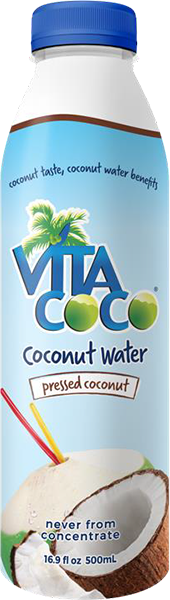 coconut taste, coconut water benefits
VITA
COCO®
Coconut Water
pressed coconut
never from
concentrate
16.9 fl oz 500mL